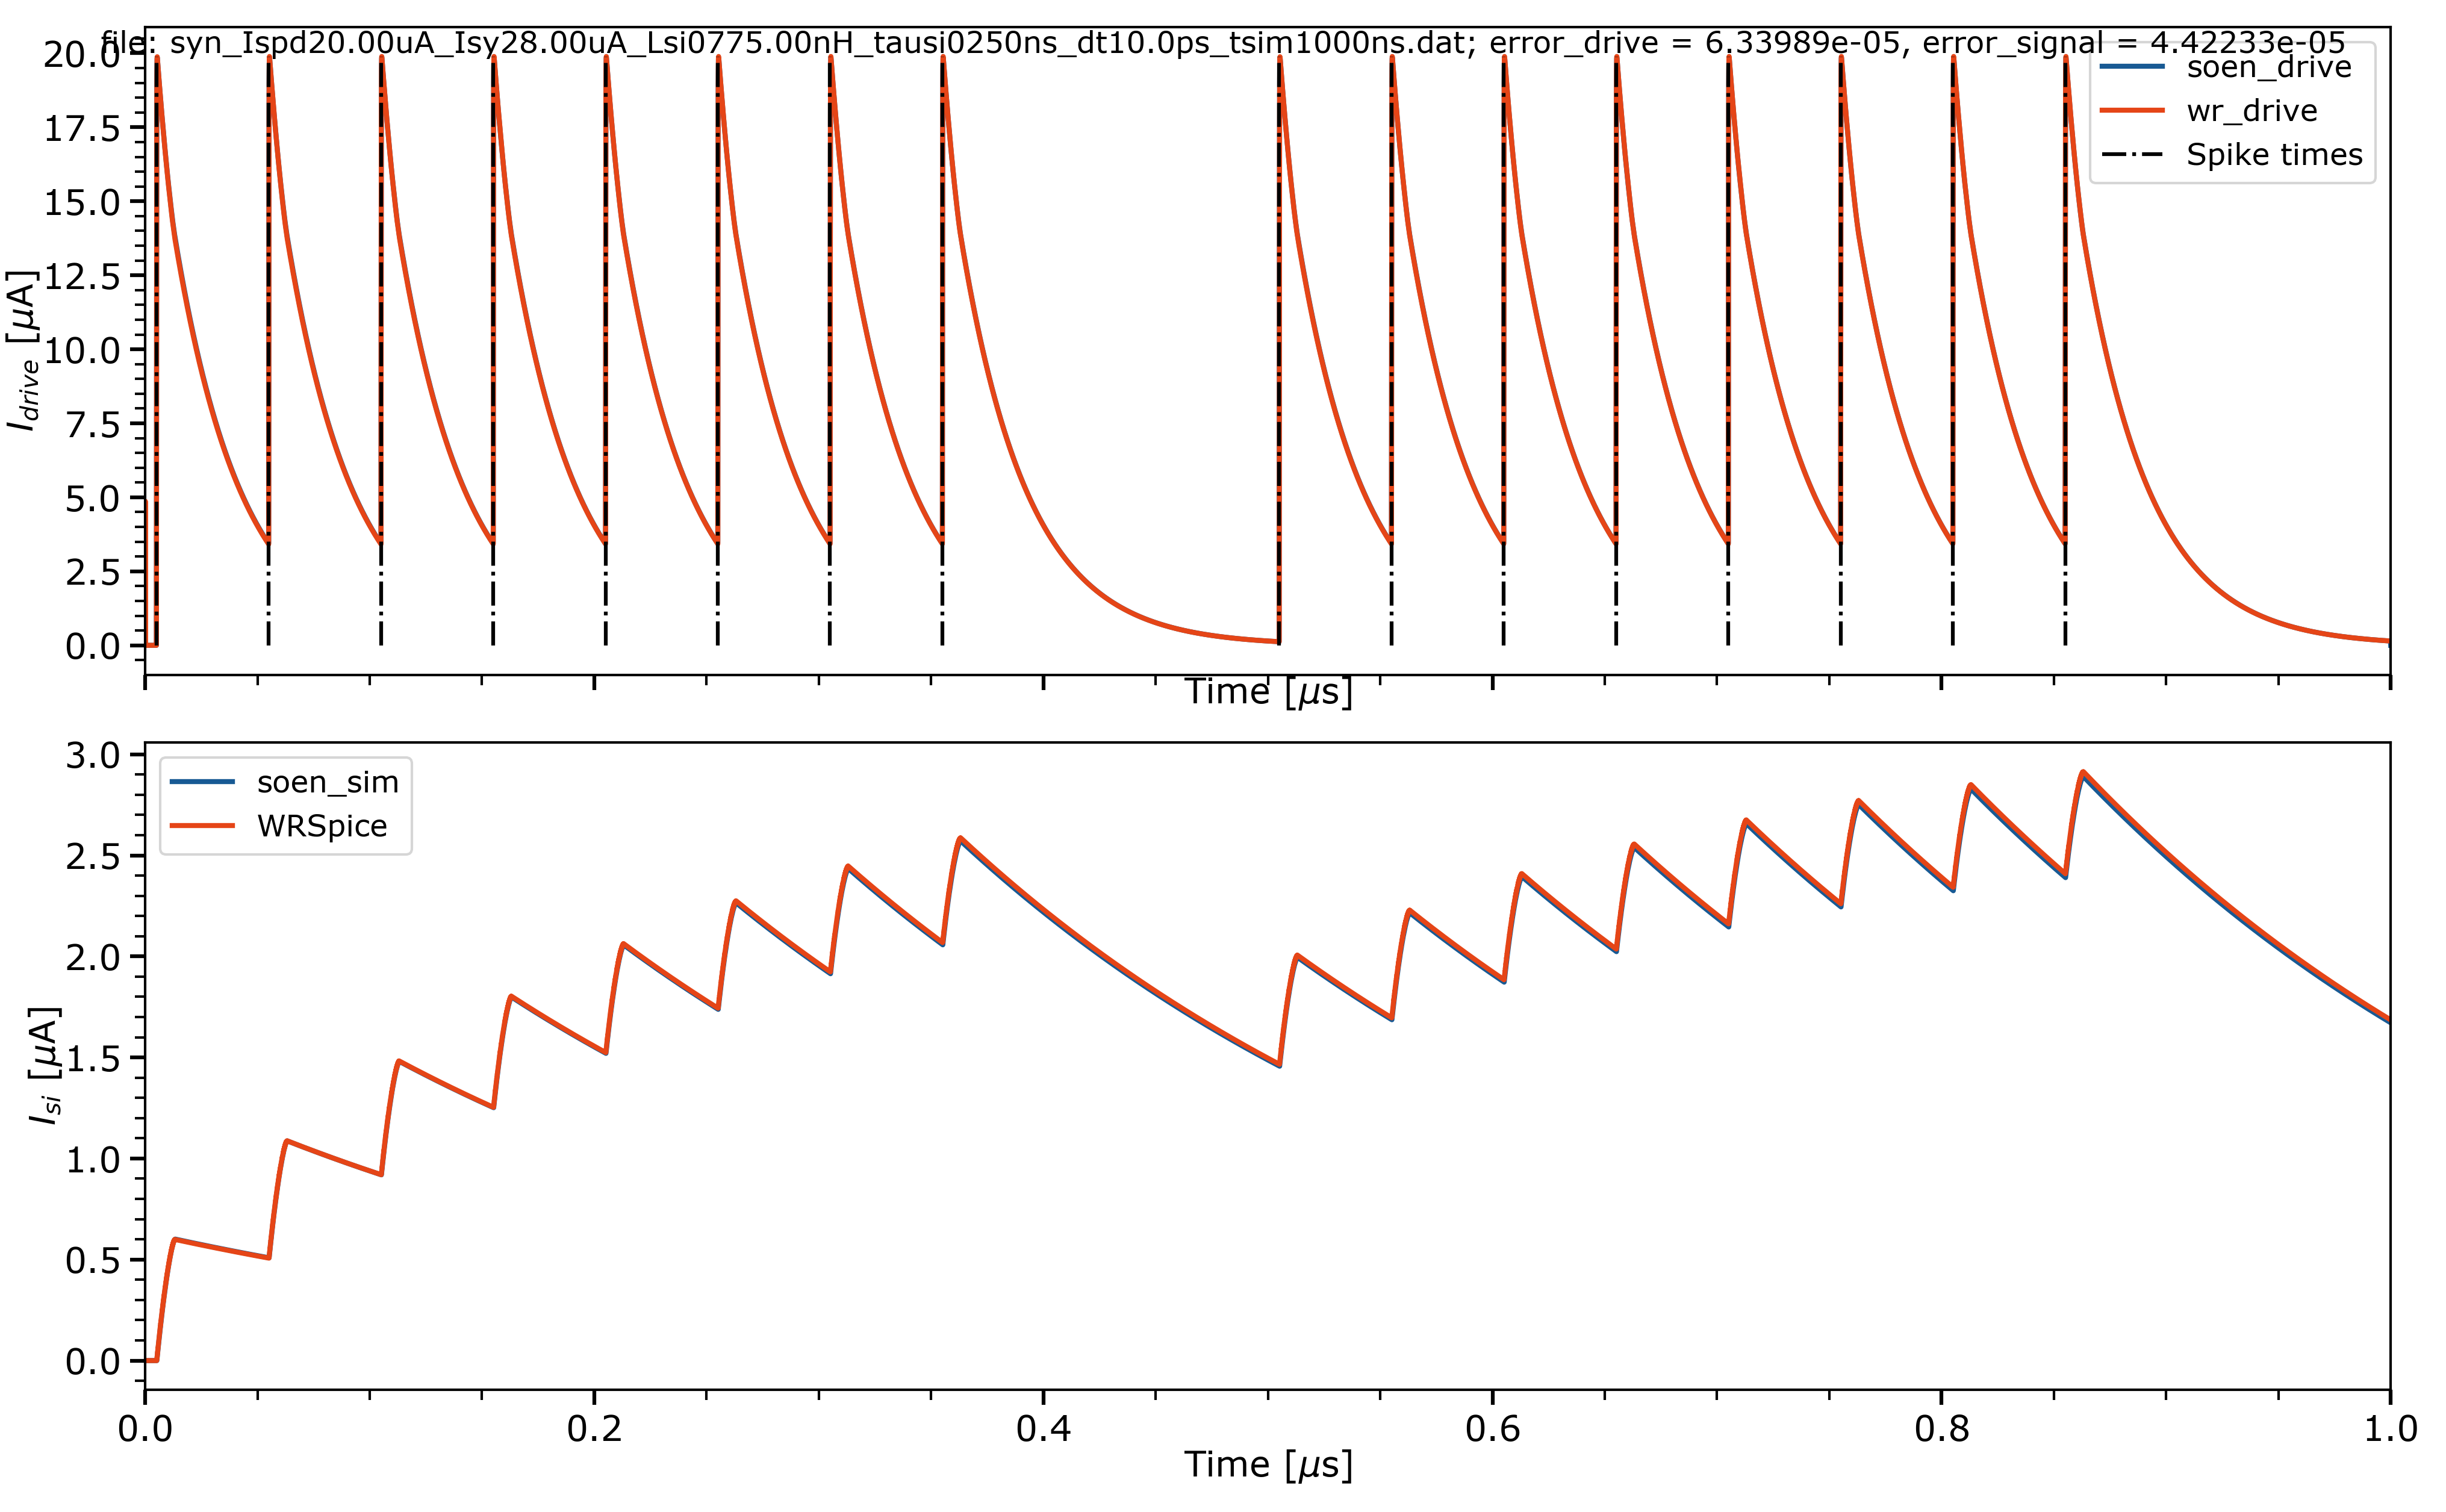 file: syn_Ispd20.00uA_Isy28.00uA_Lsi0775.00nH_tausi0250ns_dt10.0ps_tsim1000ns.dat; error_drive = 6.33989e-05, error_signal = 4.42233e-05
soen_drive
wr_drive
Spike times
20.0
17.5
15.0
12.5
10.0
7.5
5.0
2.5
0.0
I_drive [μA]
Time [μs]
soen_sim
WRSpice
3.0
2.5
2.0
1.5
1.0
0.5
0.0
I_si [μA]
0.0 0.2 0.4 0.6 0.8 1.0
Time [μs]